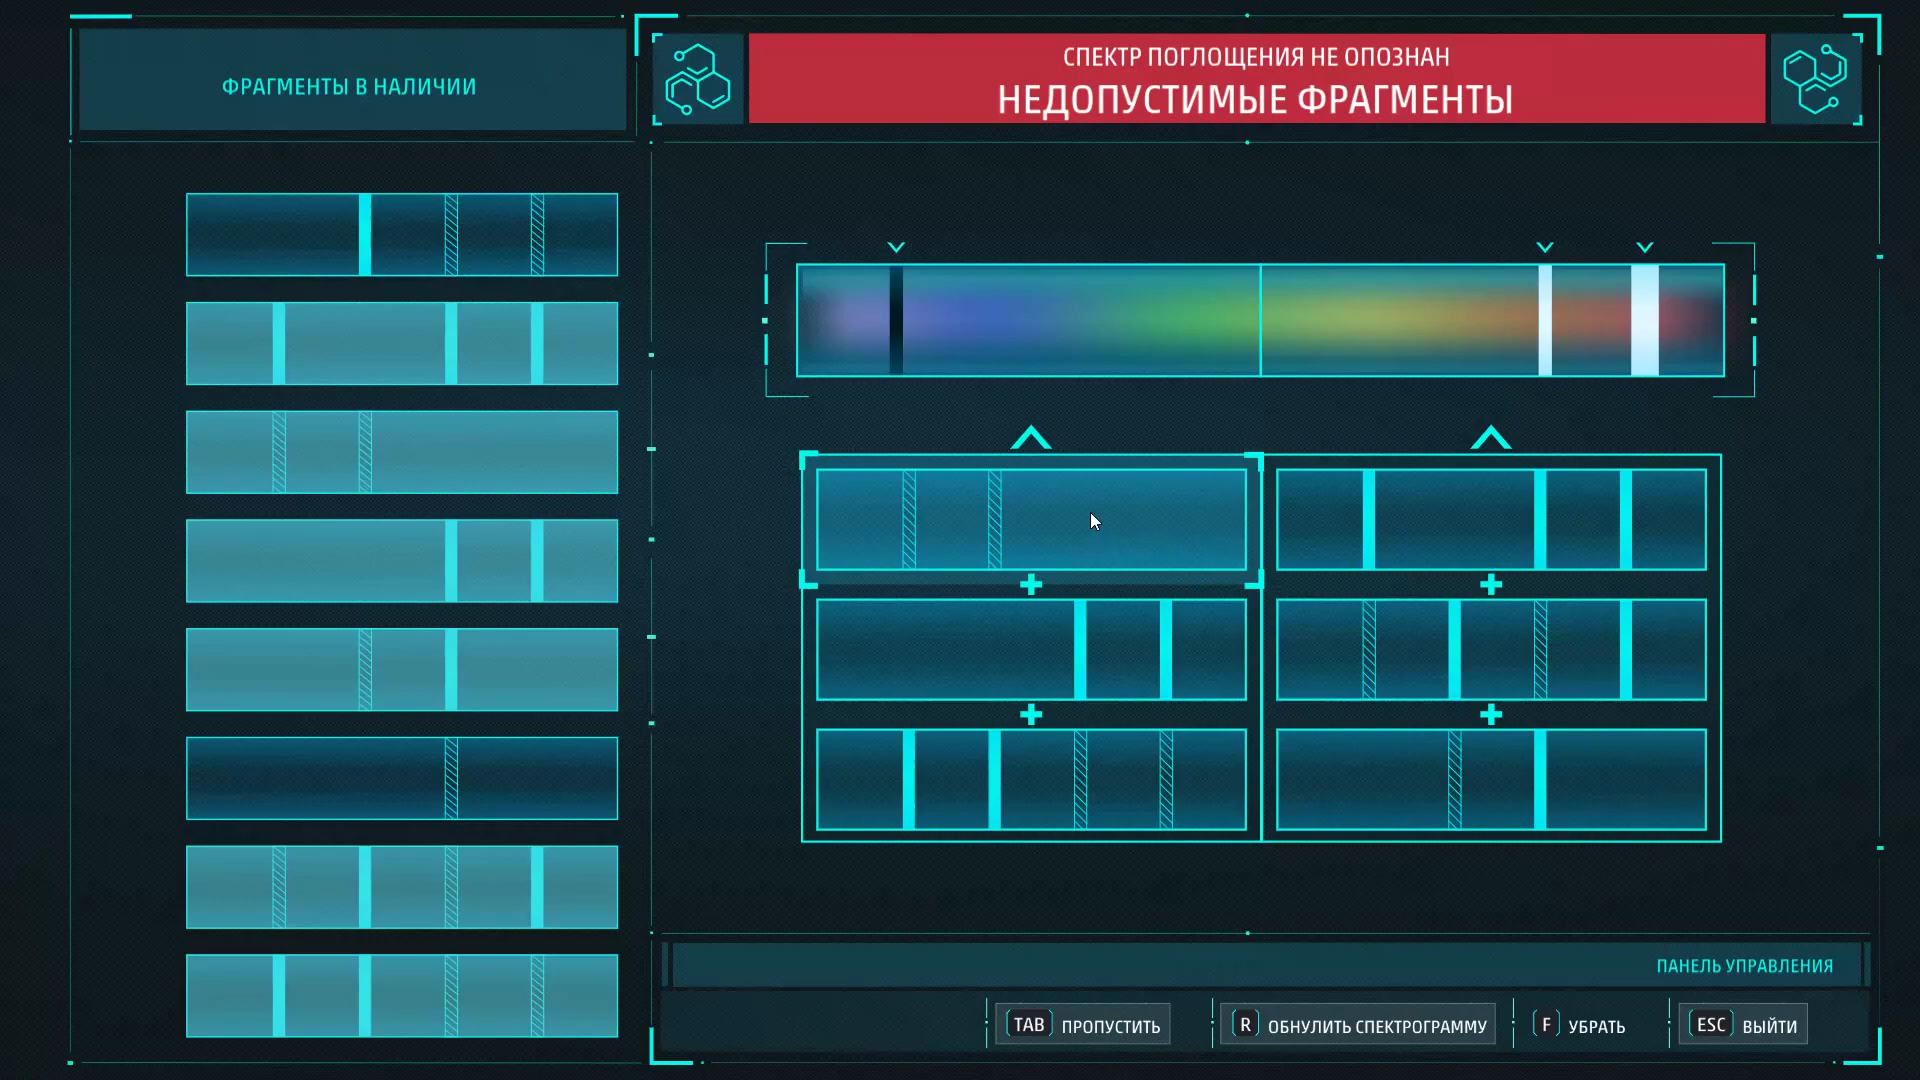 ФРАГМЕНТЫ В НАЛИЧИИ
СПЕКТР ПОГЛОЩЕНИЯ НЕ ОПОЗНАН
НЕДОПУСТИМЫЕ ФРАГМЕНТЫ
ПАНЕЛЬ УПРАВЛЕНИЯ
TAB ПРОПУСТИТЬ
R ОБНУЛИТЬ СПЕКТРОГРАММУ
F УБРАТЬ
ESC ВЫЙТИ